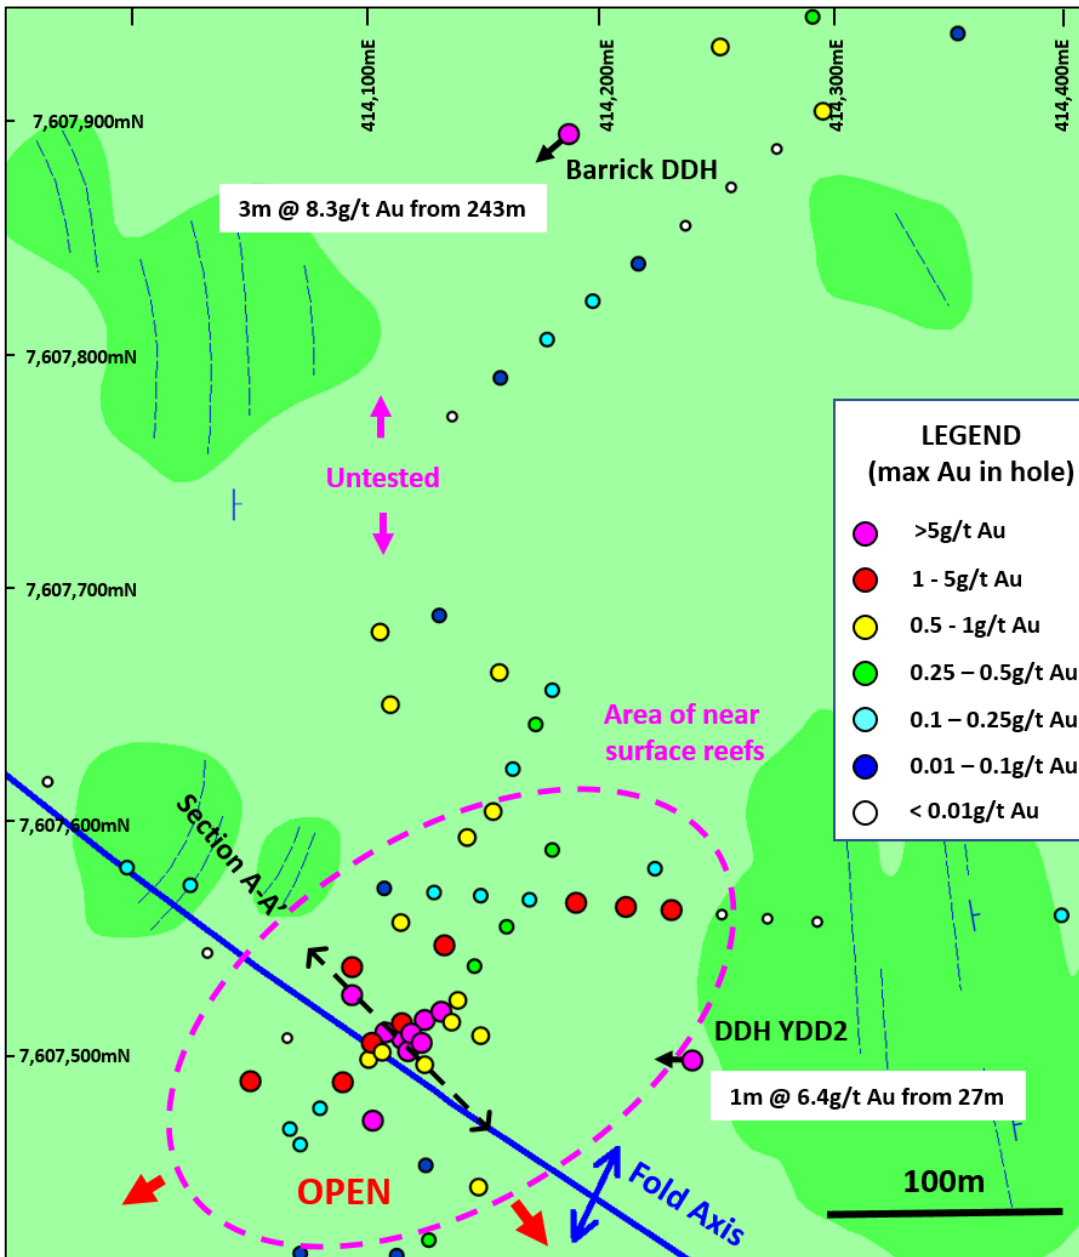 414,100mE
414,200mE
414,300mE
414,400mE
7,607,900mN
Barrick DDH
3m @ 8.3g/t Au from 243m
7,607,800mN
Untested
LEGEND
(max Au in hole)
>5g/t Au
1 - 5g/t Au
0.5 - 1g/t Au
0.25 – 0.5g/t Au
0.1 – 0.25g/t Au
0.01 – 0.1g/t Au
< 0.01g/t Au
7,607,700mN
Area of near
surface reefs
7,607,600mN
Section A-A'
7,607,500mN
DDH YDD2
1m @ 6.4g/t Au from 27m
OPEN
Fold Axis
100m